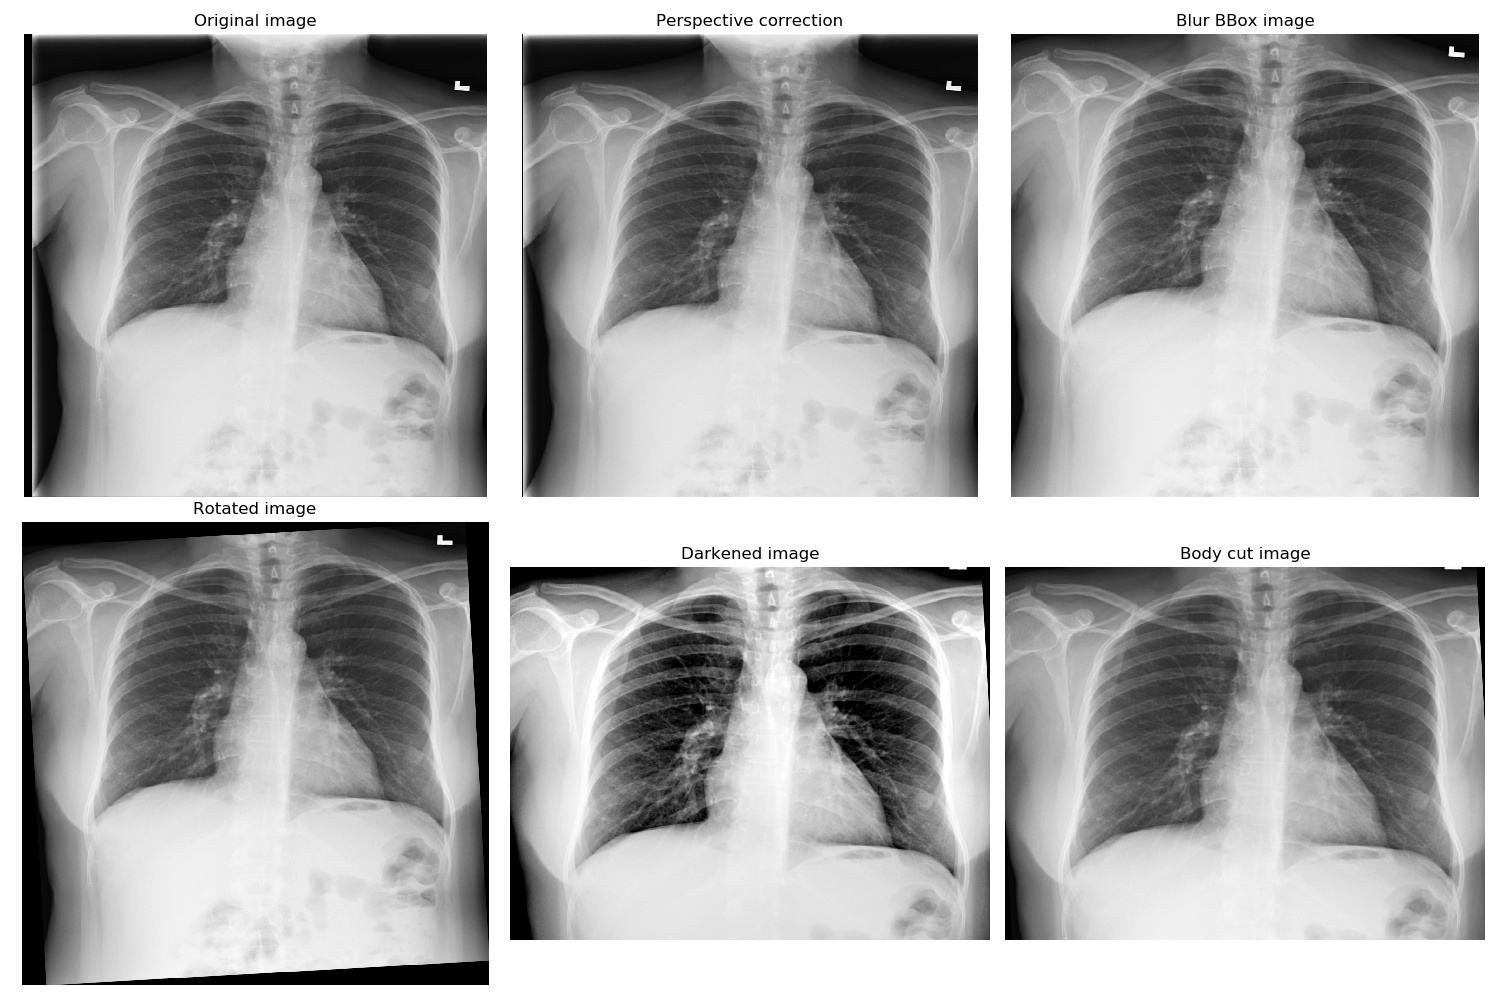 Original image
Perspective correction
Blur BBox image
L
L
L
Rotated image
L
Darkened image
Body cut image